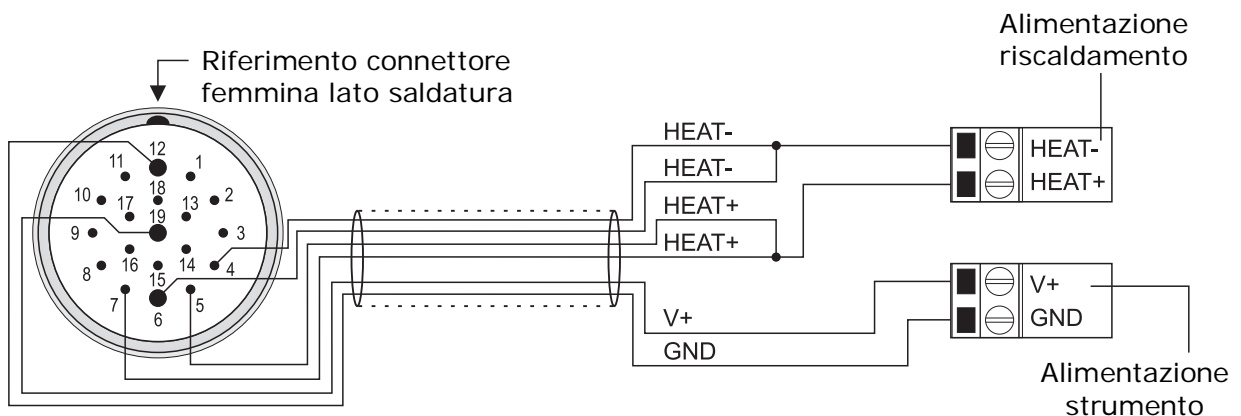 Riferimento connettore
femmina lato saldatura
Alimentazione
riscaldamento
12
11
1
10
18
2
17
13
19
9
3
8
16
14
4
15
7
5
6
HEAT-
HEAT-
HEAT+
HEAT+
V+
GND
HEAT-
HEAT+
V+
GND
Alimentazione
strumento